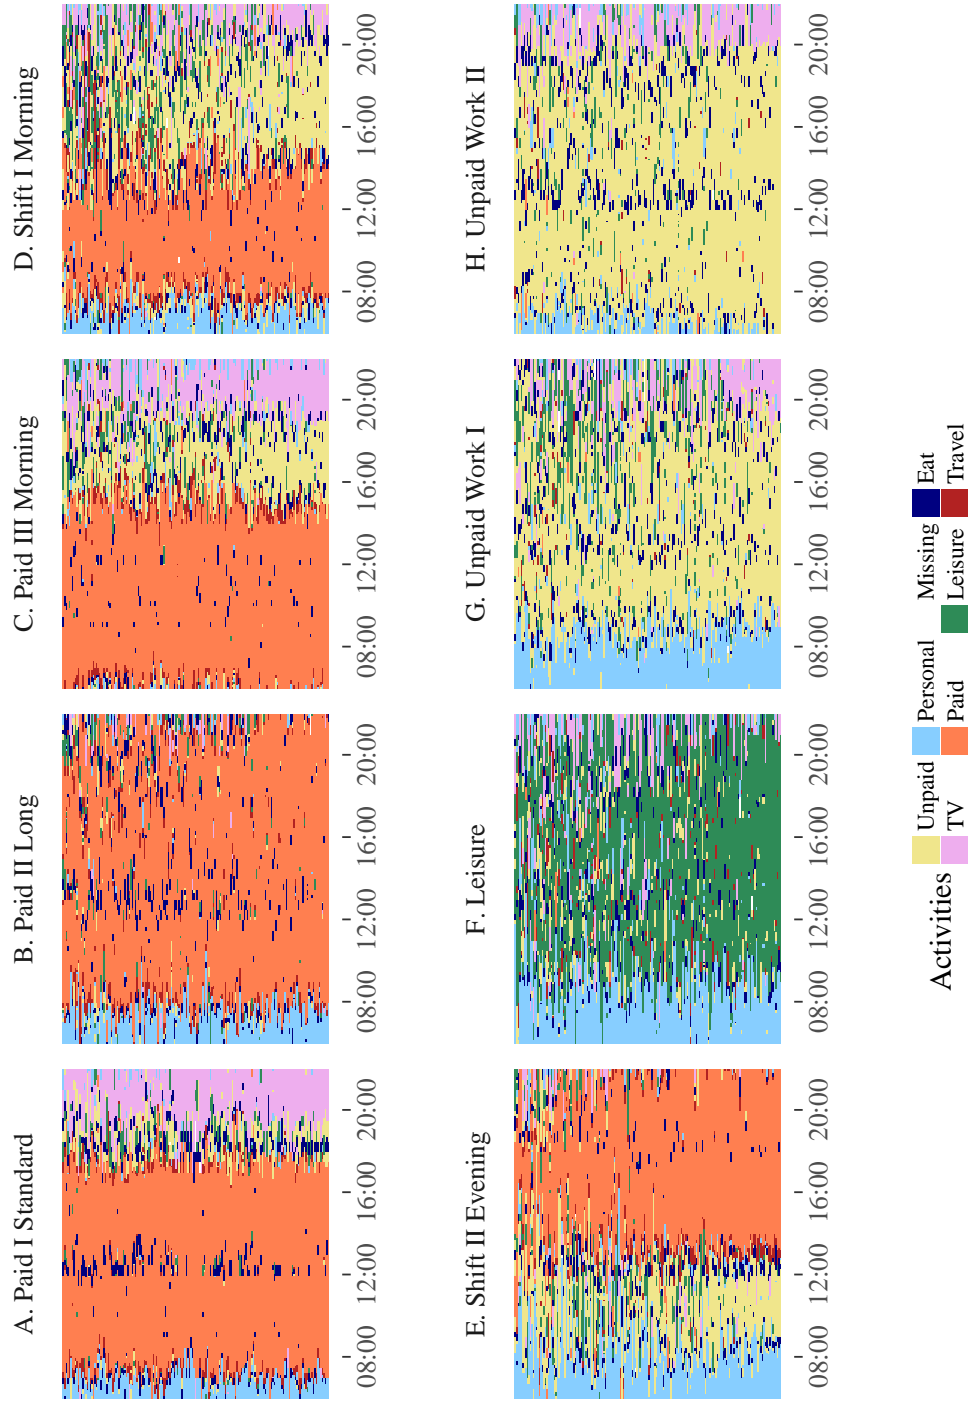 A. Paid I Standard
08:00 12:00 16:00 20:00
B. Paid II Long
08:00 12:00 16:00 20:00
C. Paid III Morning
08:00 12:00 16:00 20:00
D. Shift I Morning
08:00 12:00 16:00 20:00
E. Shift II Evening
08:00 12:00 16:00 20:00
F. Leisure
08:00 12:00 16:00 20:00
G. Unpaid Work I
08:00 12:00 16:00 20:00
H. Unpaid Work II
08:00 12:00 16:00 20:00
Activities
Unpaid Personal Missing Eat
TV Paid Leisure Travel